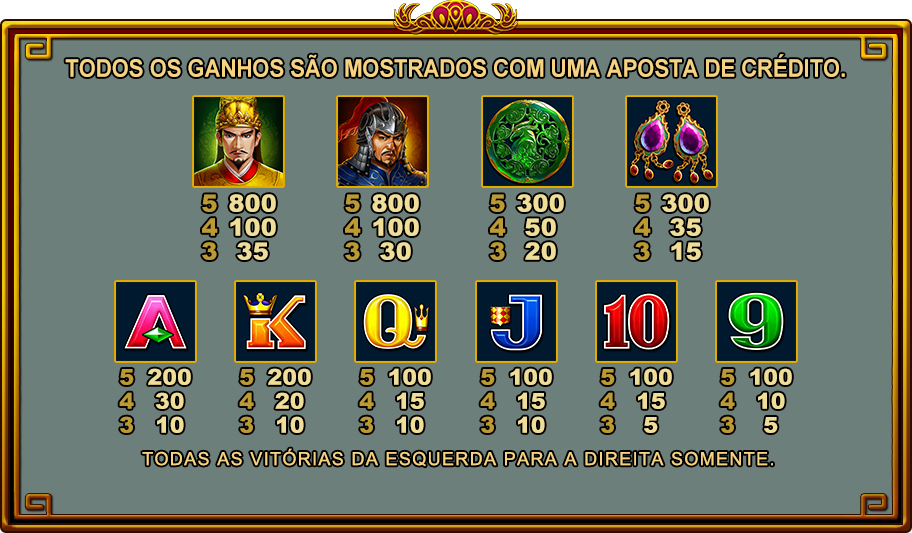 TODOS OS GANHOS SÃO MOSTRADOS COM UMA APOSTA DE CRÉDITO.
5 800 5 800 5 300 5 300
4 100 4 100 4 50 4 35
3 35 3 30 3 20 3 15
A K Q J 10 9
5 200 5 200 5 100 5 100 5 100 5 100
4 30 4 20 4 15 4 15 4 15 4 10
3 10 3 10 3 10 3 10 3 5 3 5
TODAS AS VITÓRIAS DA ESQUERDA PARA A DIREITA SOMENTE.